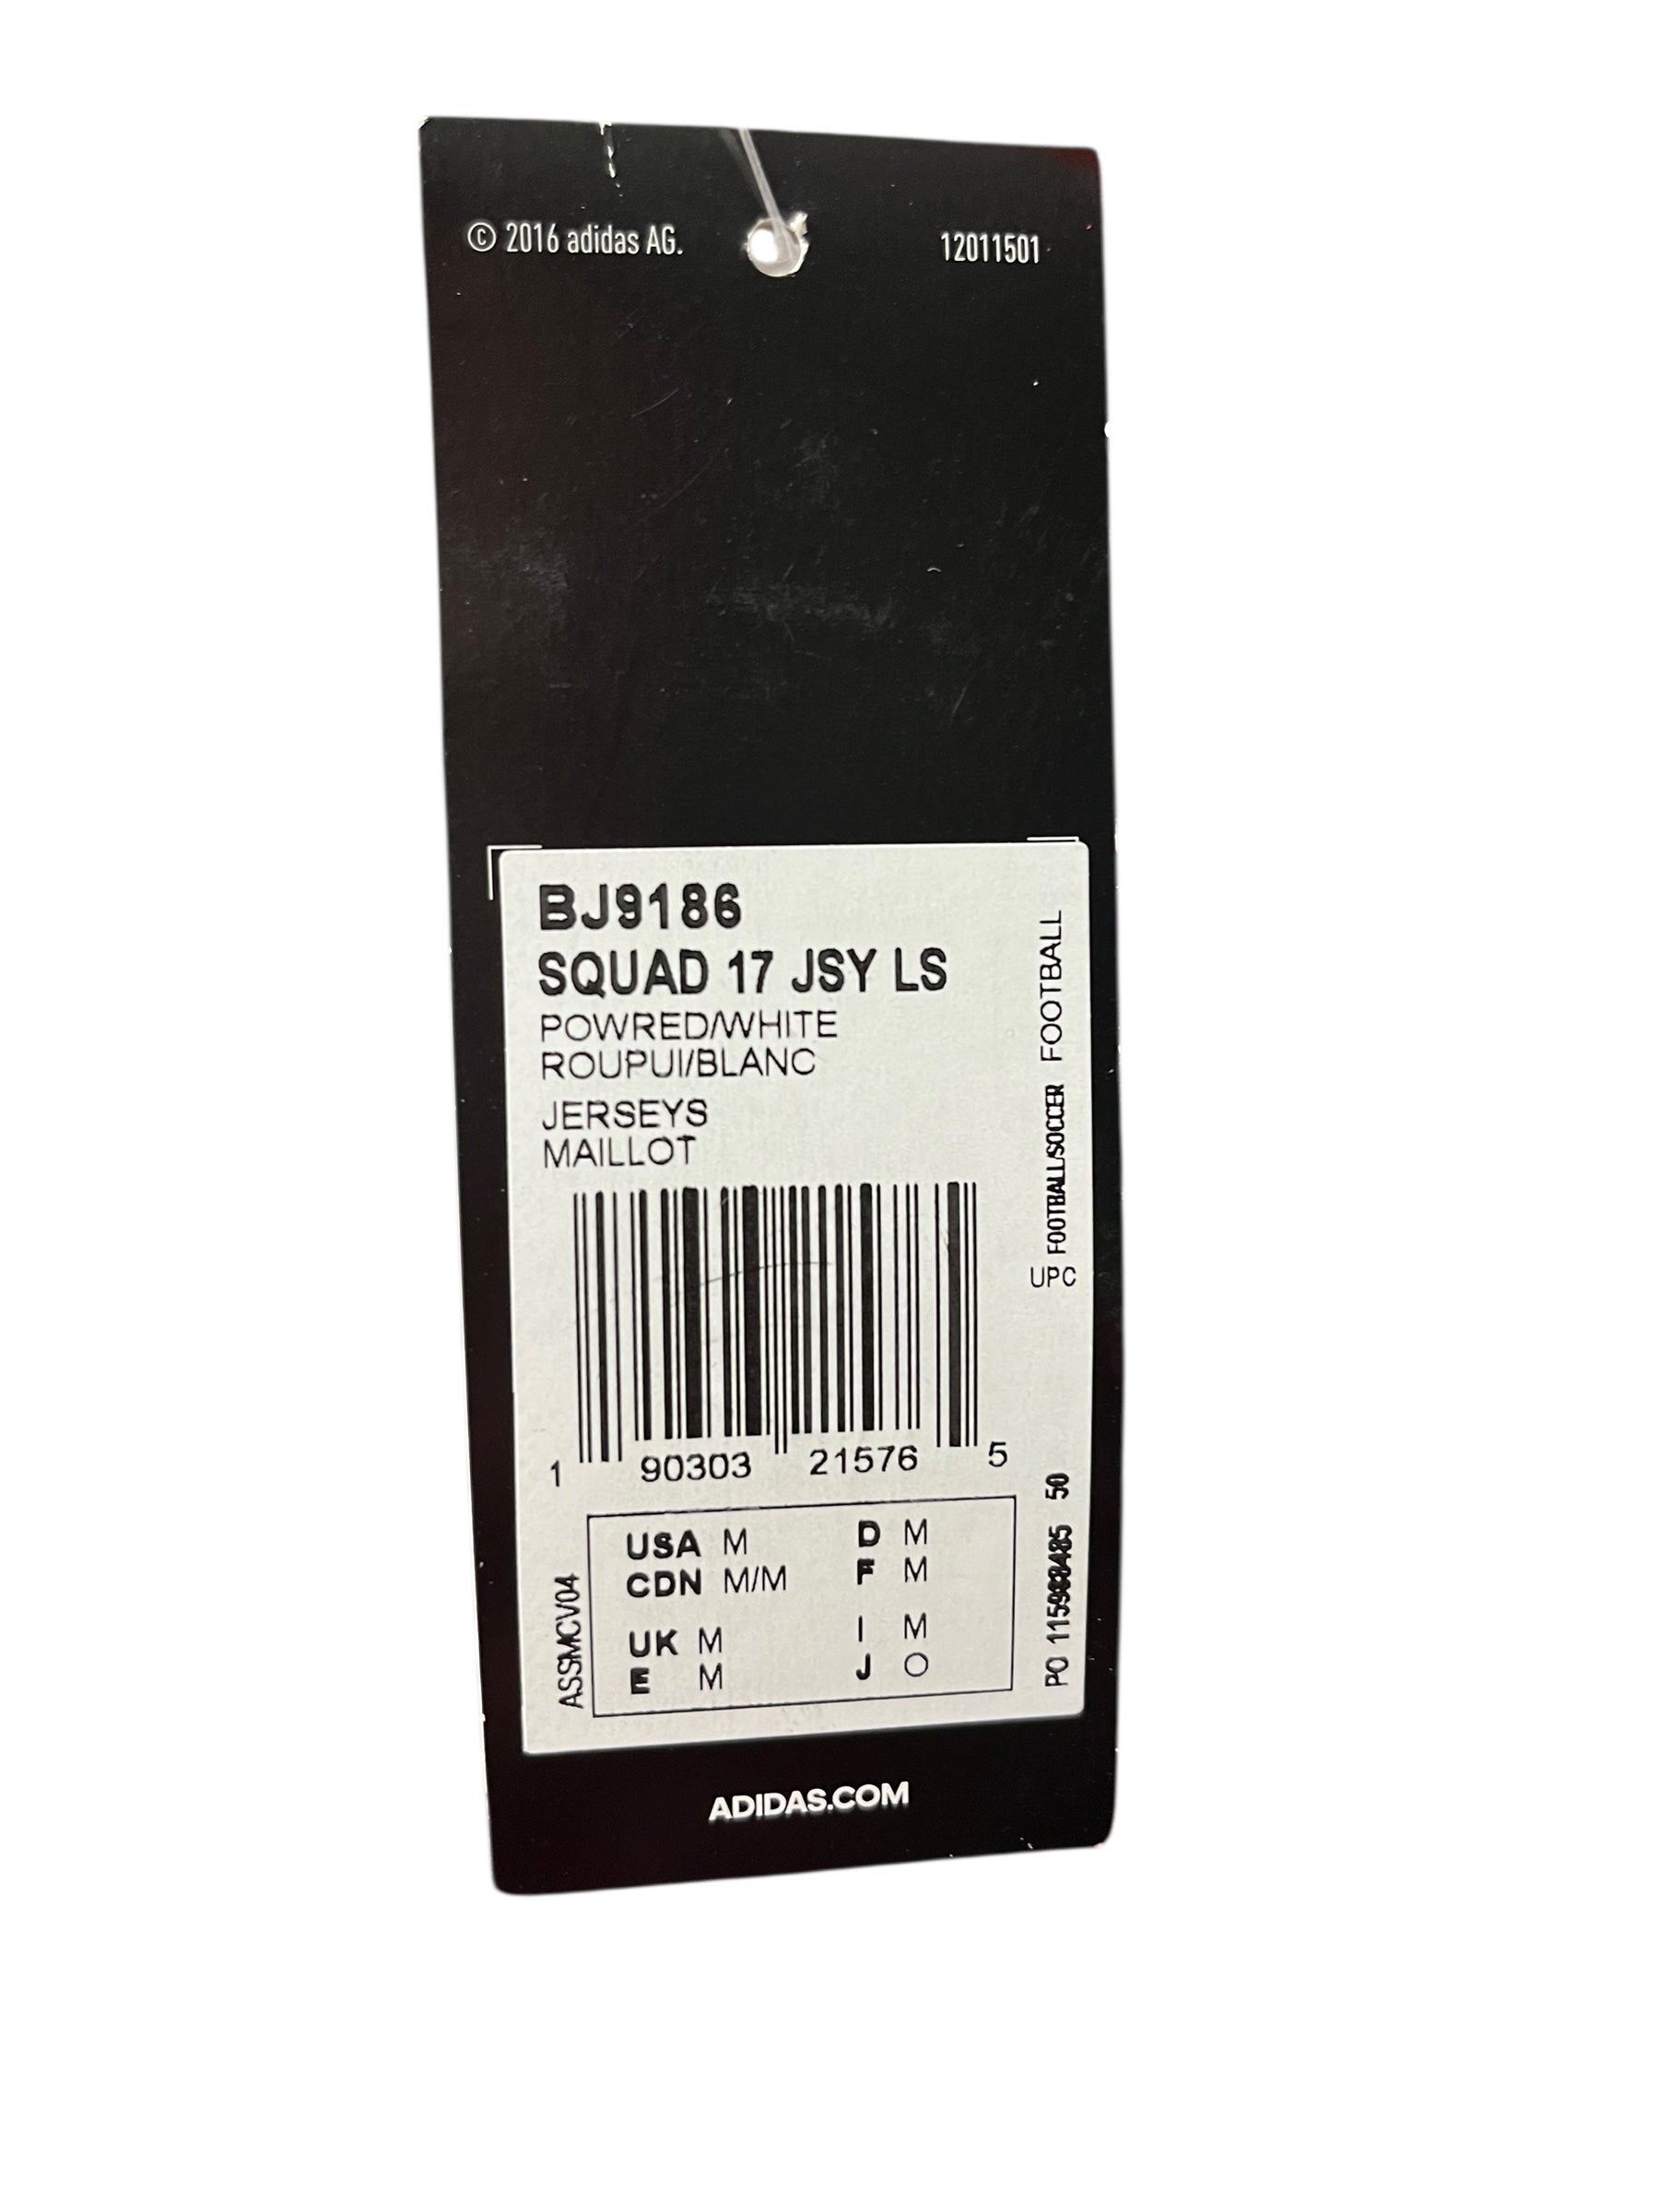 © 2016 adidas AG.
12011501
BJ9186
SQUAD 17 JSY LS
POWRED/WHITE
ROUPUI/BLANC
JERSEYS
MAILLOT
FOOTBALL/SOCCER FOOTBALL
UPC
1 90303 21576 5
USA M
CDN M/M
UK M
E M
D M
F M
I M
J O
ASSMCV04
PO 50
ADIDAS.COM